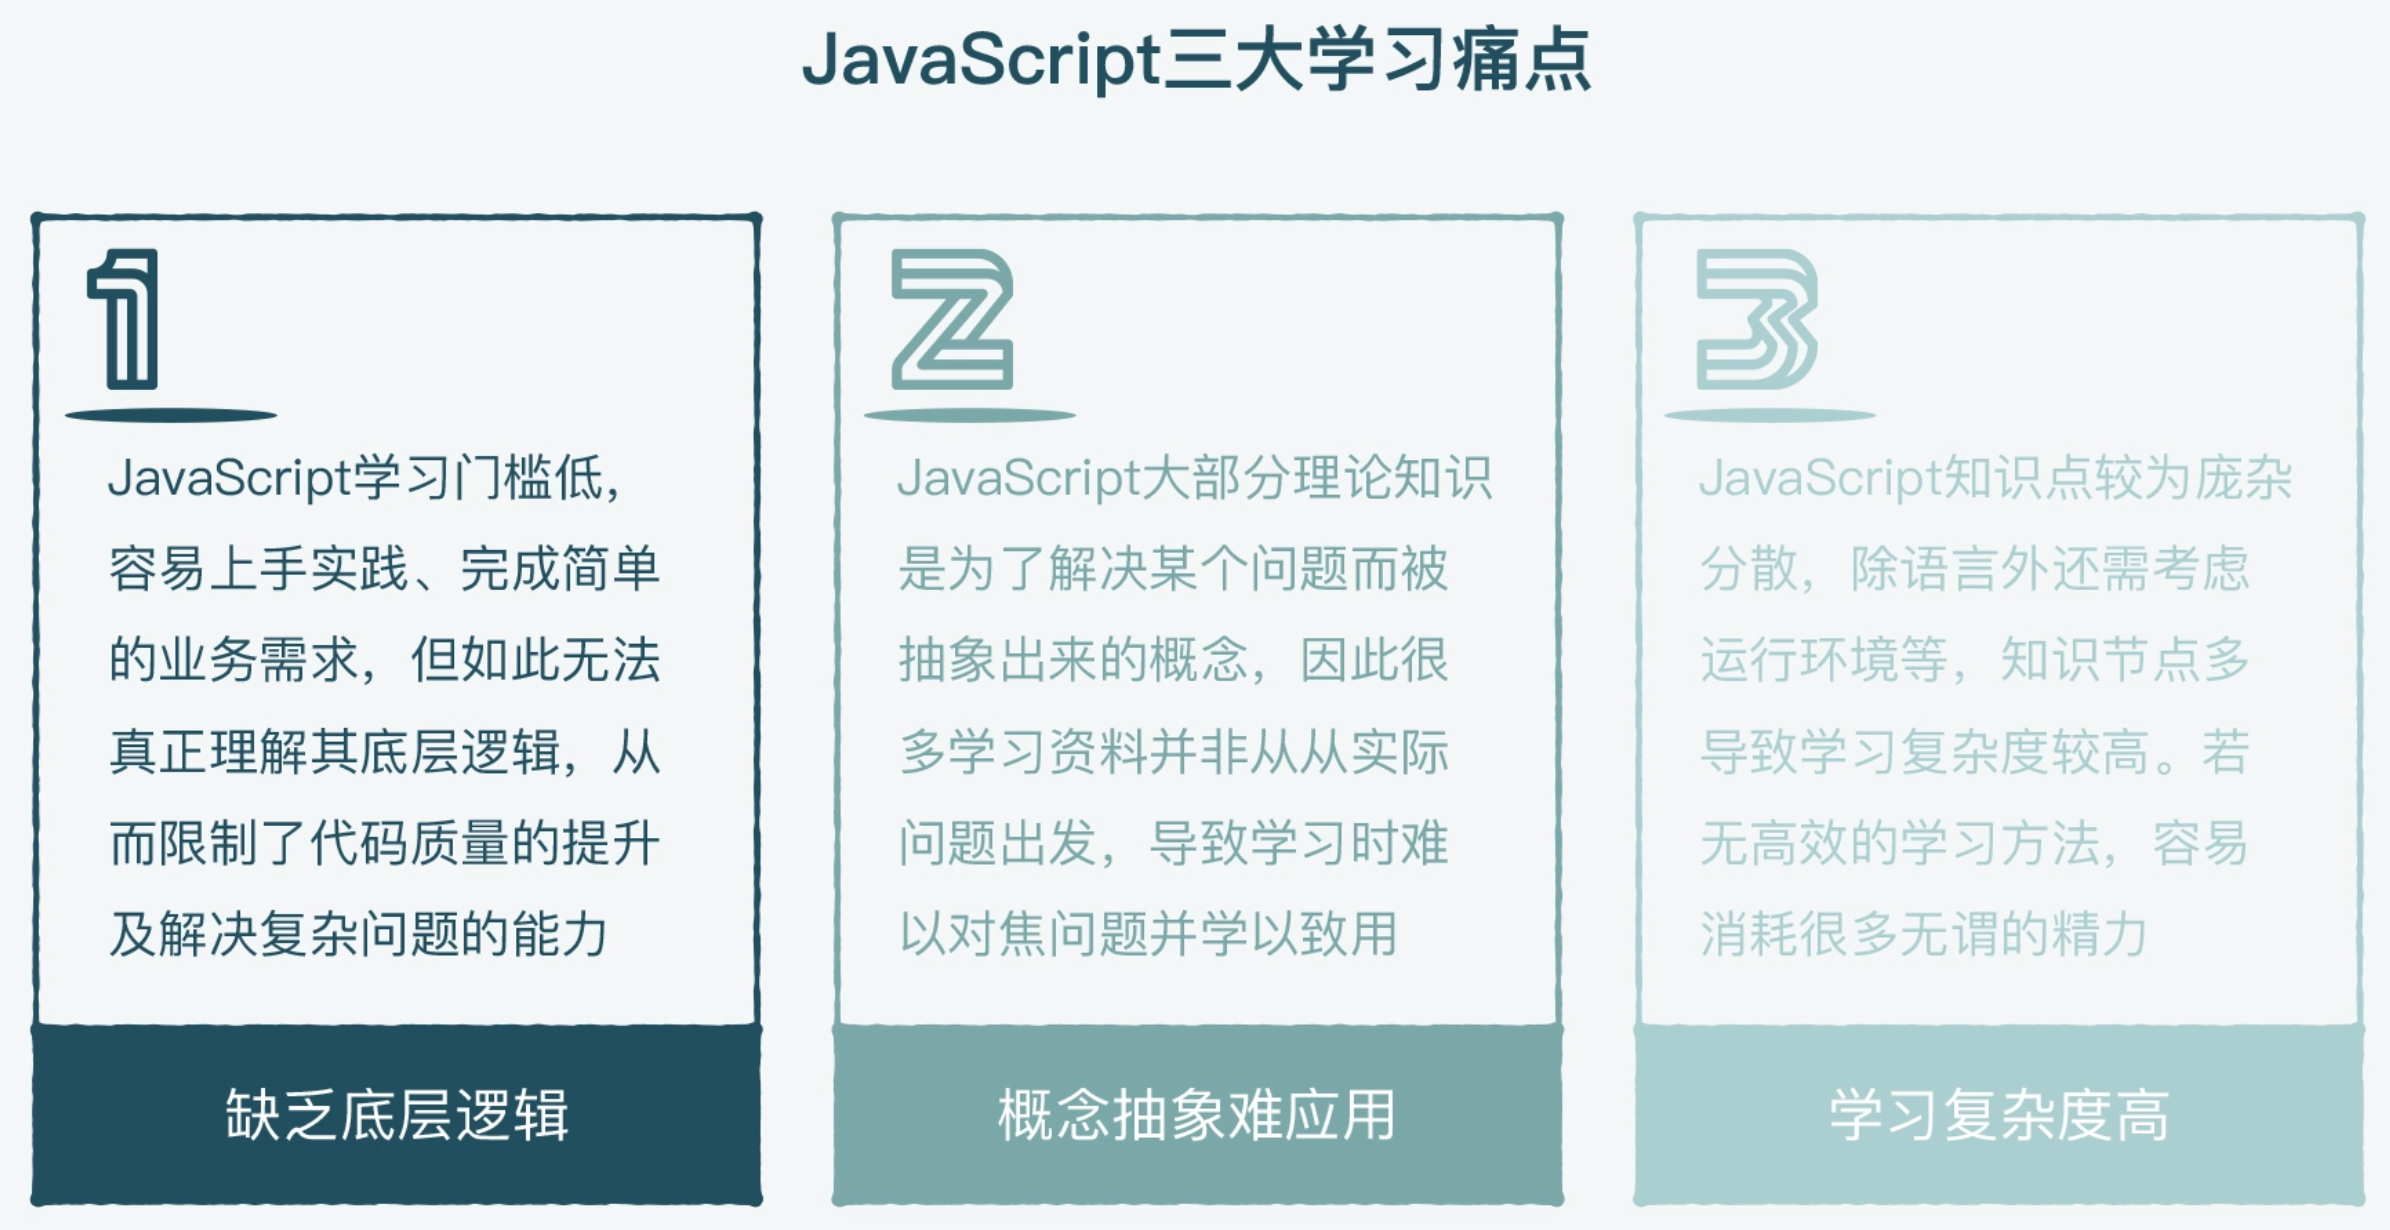 JavaScript三大学习痛点
1
JavaScript学习门槛低，
容易上手实践、完成简单
的业务需求，但如此无法
真正理解其底层逻辑，从
而限制了代码质量的提升
及解决复杂问题的能力
缺乏底层逻辑
2
JavaScript大部分理论知识
是为了解决某个问题而被
抽象出来的概念，因此很
多学习资料并非从从实际
问题出发，导致学习时难
以对焦问题并学以致用
概念抽象难应用
3
JavaScript知识点较为庞杂
分散，除语言外还需考虑
运行环境等，知识节点多
导致学习复杂度较高。若
无高效的学习方法，容易
消耗很多无谓的精力
学习复杂度高